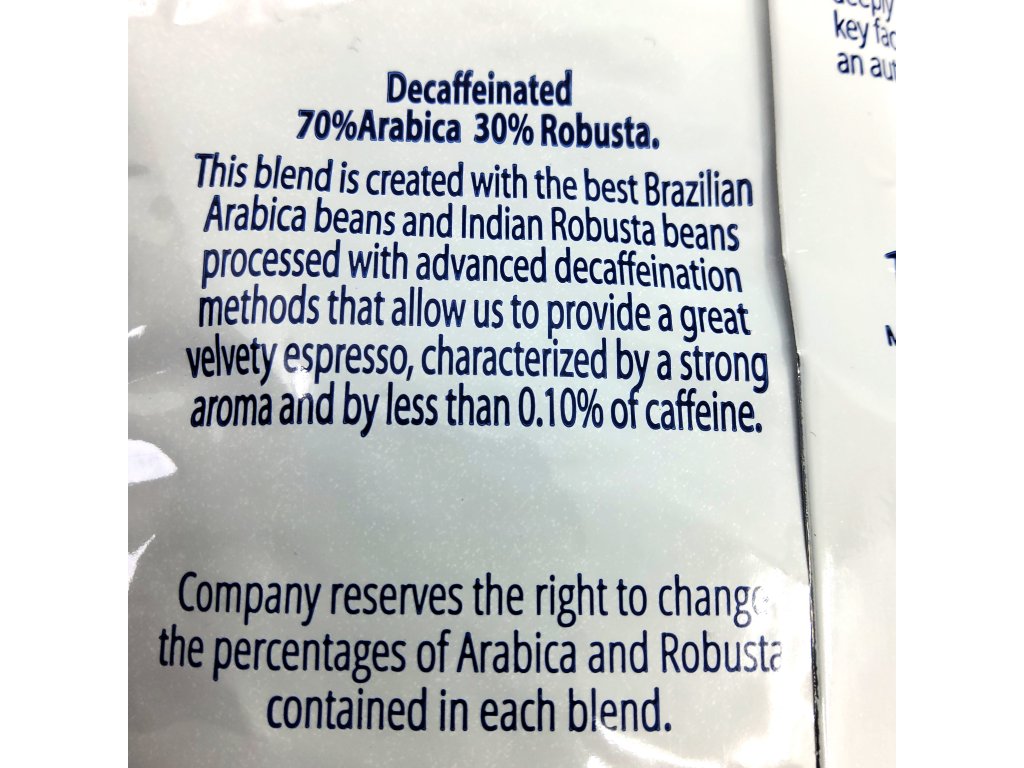 Decaffeinated
70%Arabica 30% Robusta.
This blend is created with the best Brazilian
Arabica beans and Indian Robusta beans
processed with advanced decaffeination
methods that allow us to provide a great
velvety espresso, characterized by a strong
aroma and by less than 0.10% of caffeine.
Company reserves the right to change
the percentages of Arabica and Robusta
contained in each blend.
key
an